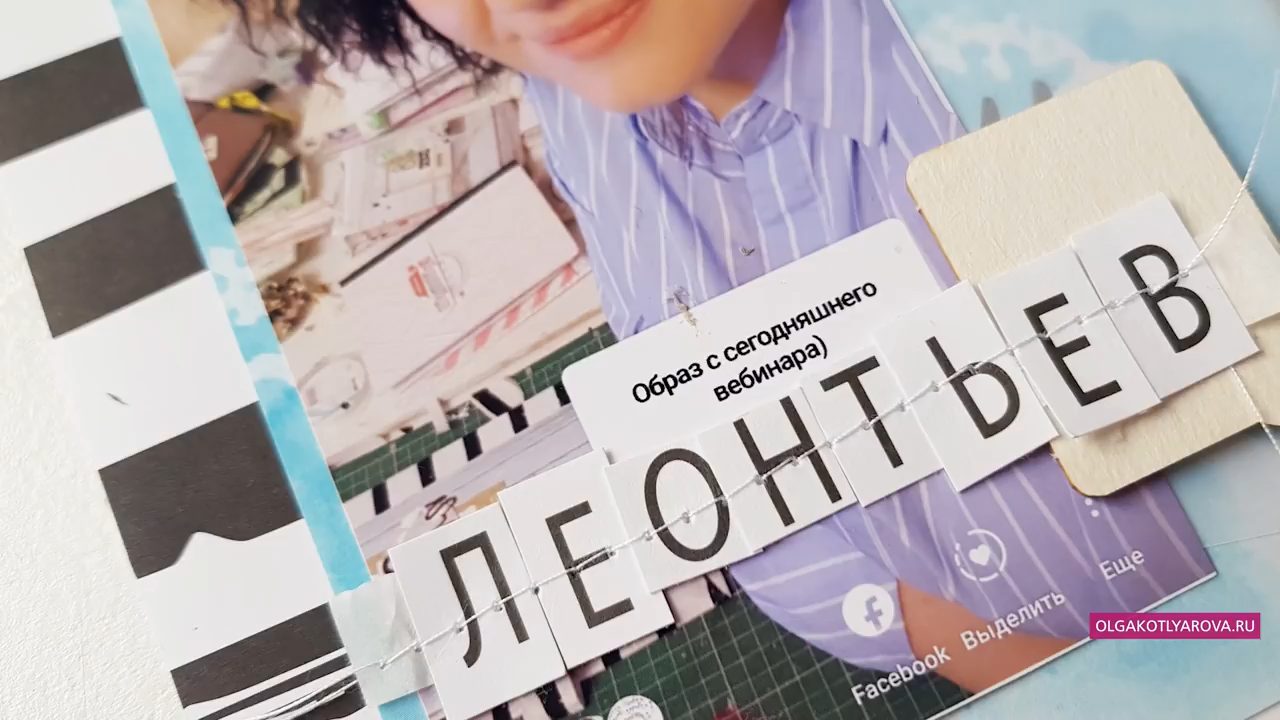 Образ с сегодняшнего
вебинара)
ЛЕОНТЬЕВ
Facebook
Выделить
Еще
OLGAKOTLYAROVA.RU